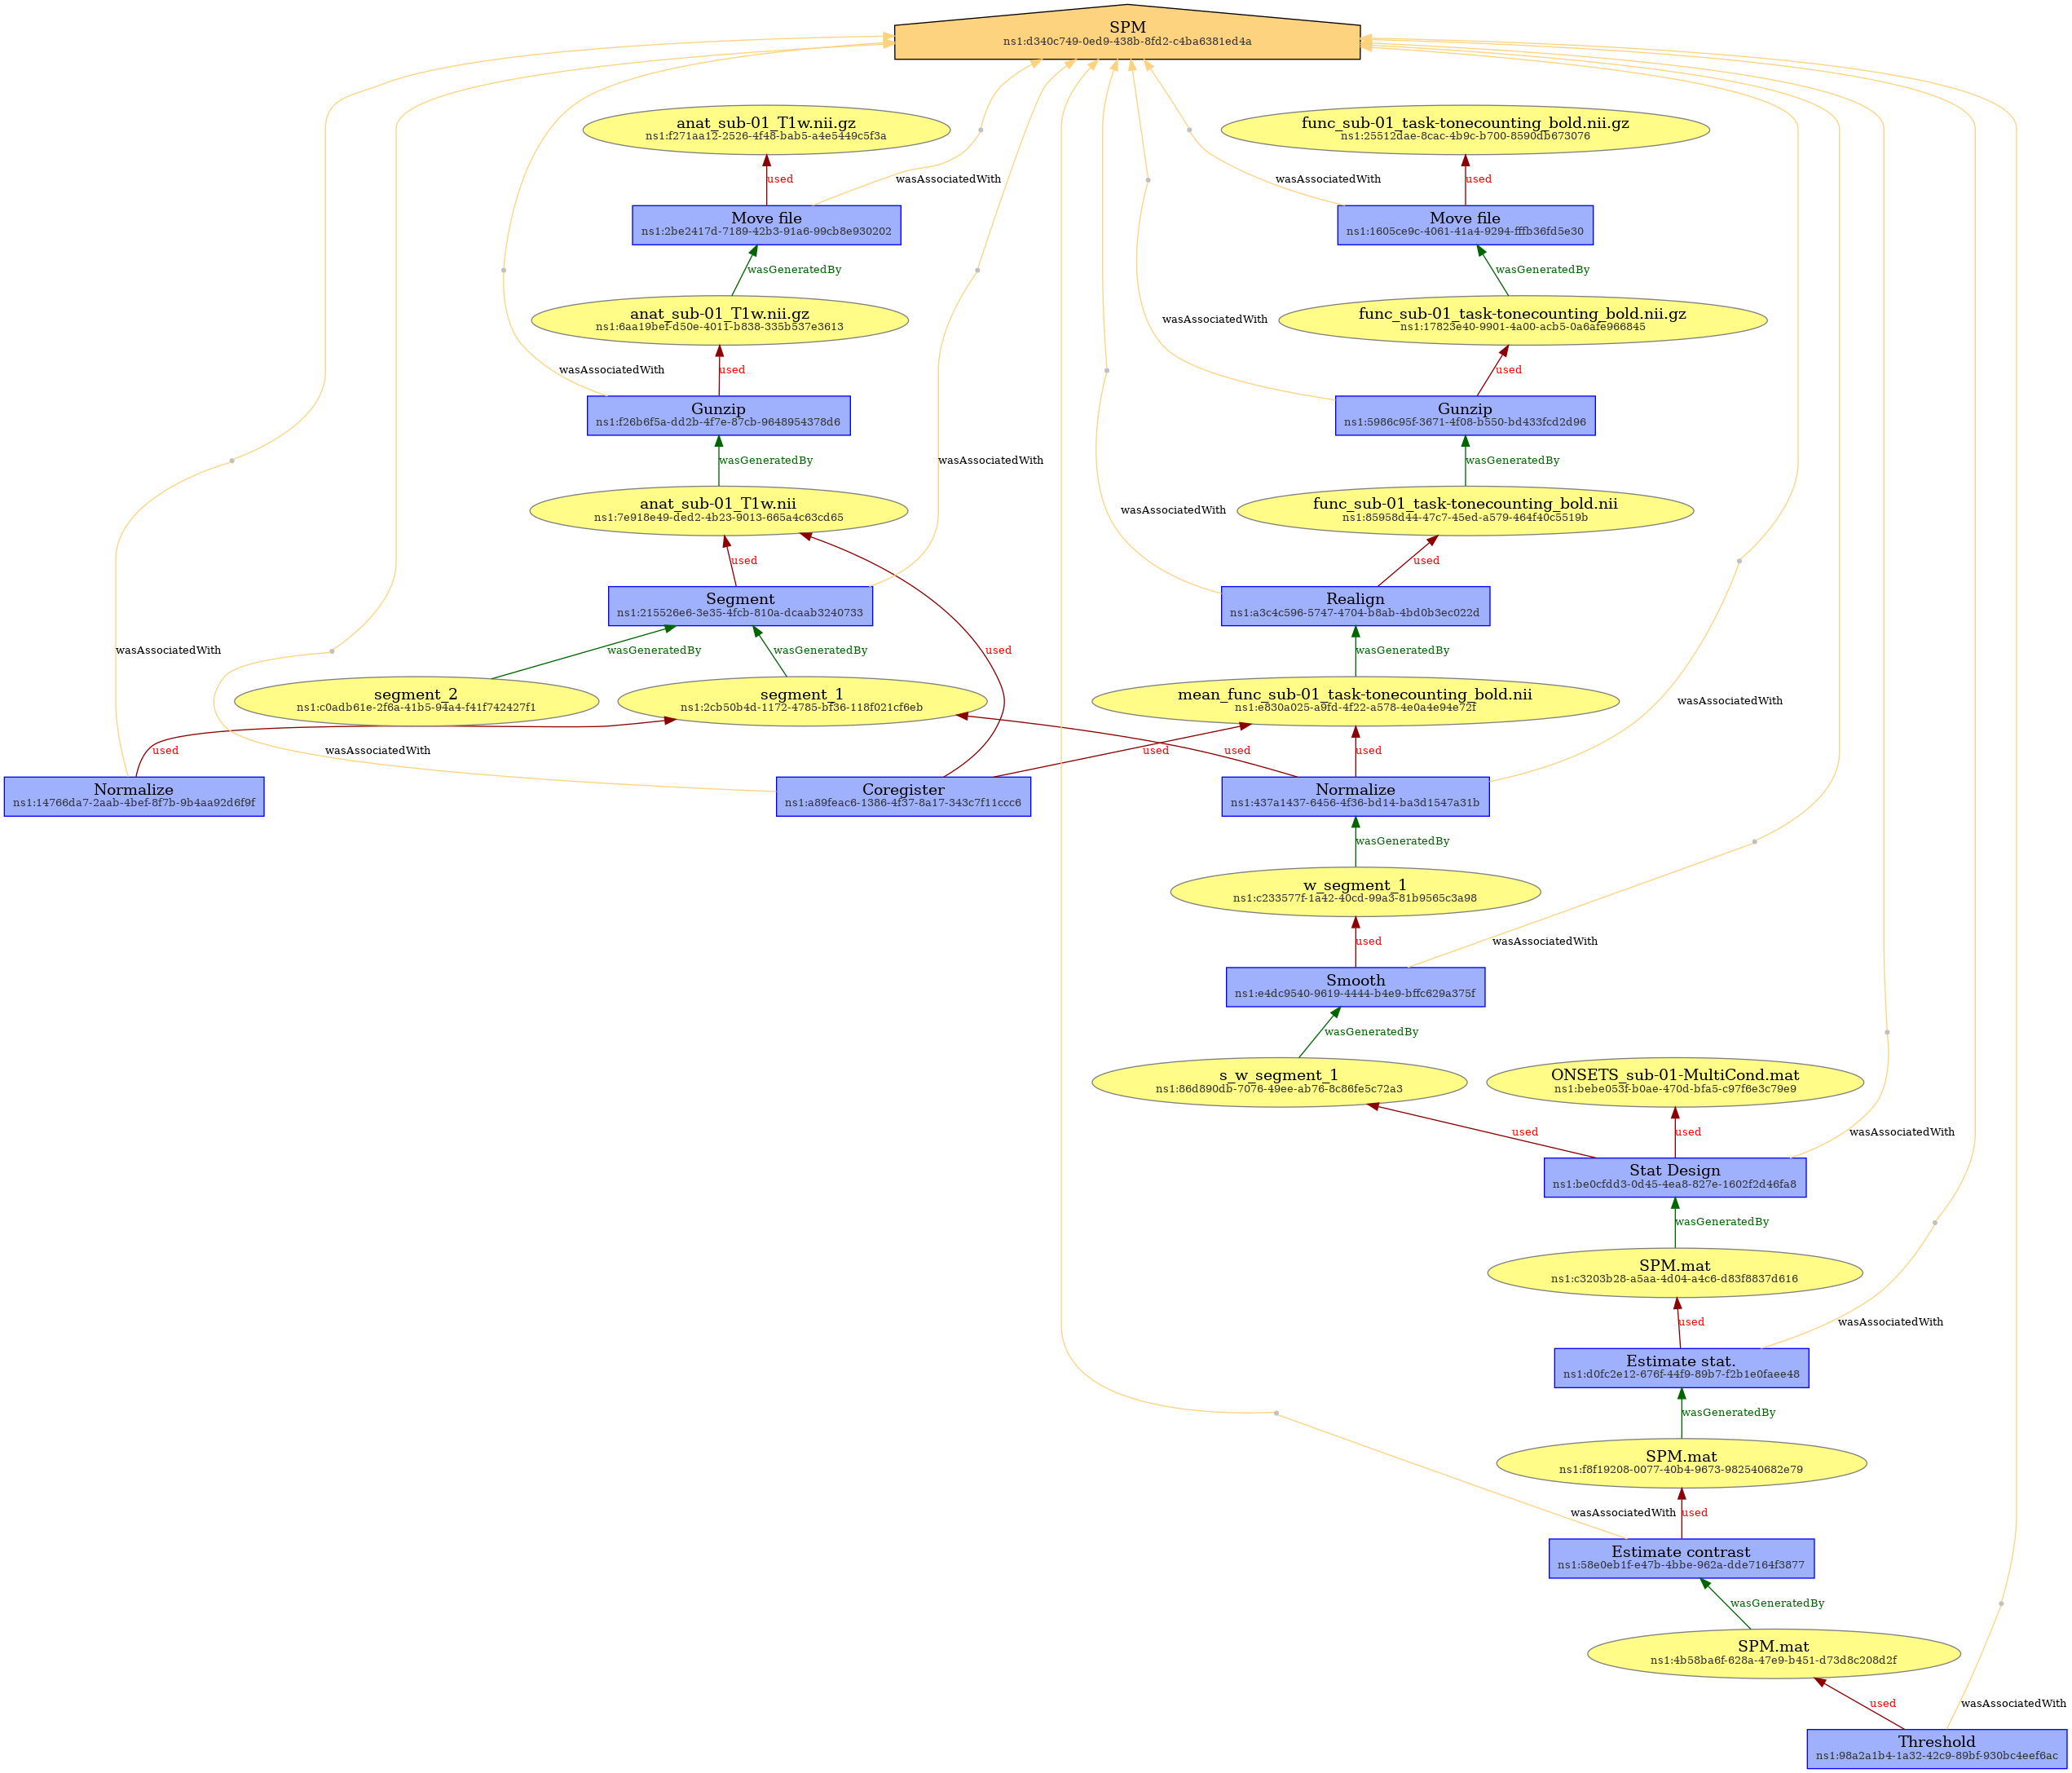 SPM
ns1:d340c749-0ed9-438b-8fd2-c4ba6381ed4a
anat_sub-01_T1w.nii.gz
ns1:f271aa12-2526-4f48-bab5-a4e5449c5f3a
func_sub-01_task-tonecounting_bold.nii.gz
ns1:25512dae-8cac-4b9c-b700-8590db673076
used
wasAssociatedWith
wasAssociatedWith
used
Move file
ns1:2be2417d-7189-42b3-91a6-99cb8e930202
Move file
ns1:1605ce9c-4061-41a4-9294-fffb36fd5e30
wasGeneratedBy
wasGeneratedBy
anat_sub-01_T1w.nii.gz
ns1:6aa19bef-d50e-4011-b838-335b537e3613
wasAssociatedWith
func_sub-01_task-tonecounting_bold.nii.gz
ns1:17823e40-9901-4a00-acb5-0a6afe966845
wasAssociatedWith
used
used
Gunzip
ns1:f26b6f5a-dd2b-4f7e-87cb-9648954378d6
Gunzip
ns1:5986c95f-3671-4f08-b550-bd433fcd2d96
wasGeneratedBy
wasAssociatedWith
wasGeneratedBy
anat_sub-01_T1w.nii
ns1:7e918e49-ded2-4b23-9013-665a4c63cd65
wasAssociatedWith
func_sub-01_task-tonecounting_bold.nii
ns1:85958d44-47c7-45ed-a579-464f40c5519b
used
used
Segment
ns1:215526e6-3e35-4fcb-810a-dcaab3240733
Realign
ns1:a3c4c596-5747-4704-b8ab-4bd0b3ec022d
wasAssociatedWith
wasGeneratedBy
wasGeneratedBy
used
wasGeneratedBy
segment_2
ns1:c0adb61e-2f6a-41b5-94a4-f41f742427f1
segment_1
ns1:2cb50b4d-1172-4785-bf36-118f021cf6eb
mean_func_sub-01_task-tonecounting_bold.nii
ns1:e830a025-a9fd-4f22-a578-4e0a4e94e72f
wasAssociatedWith
used
wasAssociatedWith
used
used
used
Normalize
ns1:14766da7-2aab-4bef-8f7b-9b4aa92d6f9f
Coregister
ns1:a89feac6-1386-4f37-8a17-343c7f11ccc6
Normalize
ns1:437a1437-6456-4f36-bd14-ba3d1547a31b
wasGeneratedBy
w_segment_1
ns1:c233577f-1a42-40cd-99a3-81b9565c3a98
used
wasAssociatedWith
Smooth
ns1:e4dc9540-9619-4444-b4e9-bffc629a375f
wasGeneratedBy
s_w_segment_1
ns1:86d890db-7076-49ee-ab76-8c86fe5c72a3
ONSETS_sub-01-MultiCond.mat
ns1:bebe053f-b0ae-470d-bfa5-c97f6e3c79e9
used
used
wasAssociatedWith
Stat Design
ns1:be0cfdd3-0d45-4ea8-827e-1602f2d46fa8
wasGeneratedBy
SPM.mat
ns1:c3203b28-a5aa-4d04-a4c6-d83f8837d616
used
wasAssociatedWith
Estimate stat.
ns1:d0fc2e12-676f-44f9-89b7-f2b1e0faee48
wasGeneratedBy
SPM.mat
ns1:f8f19208-0077-40b4-9673-982540682e79
wasAssociatedWith
used
Estimate contrast
ns1:58e0eb1f-e47b-4bbe-962a-dde7164f3877
wasGeneratedBy
SPM.mat
ns1:4b58ba6f-628a-47e9-b451-d73d8c208d2f
used
wasAssociatedWith
Threshold
ns1:98a2a1b4-1a32-42c9-89bf-930bc4eef6ac